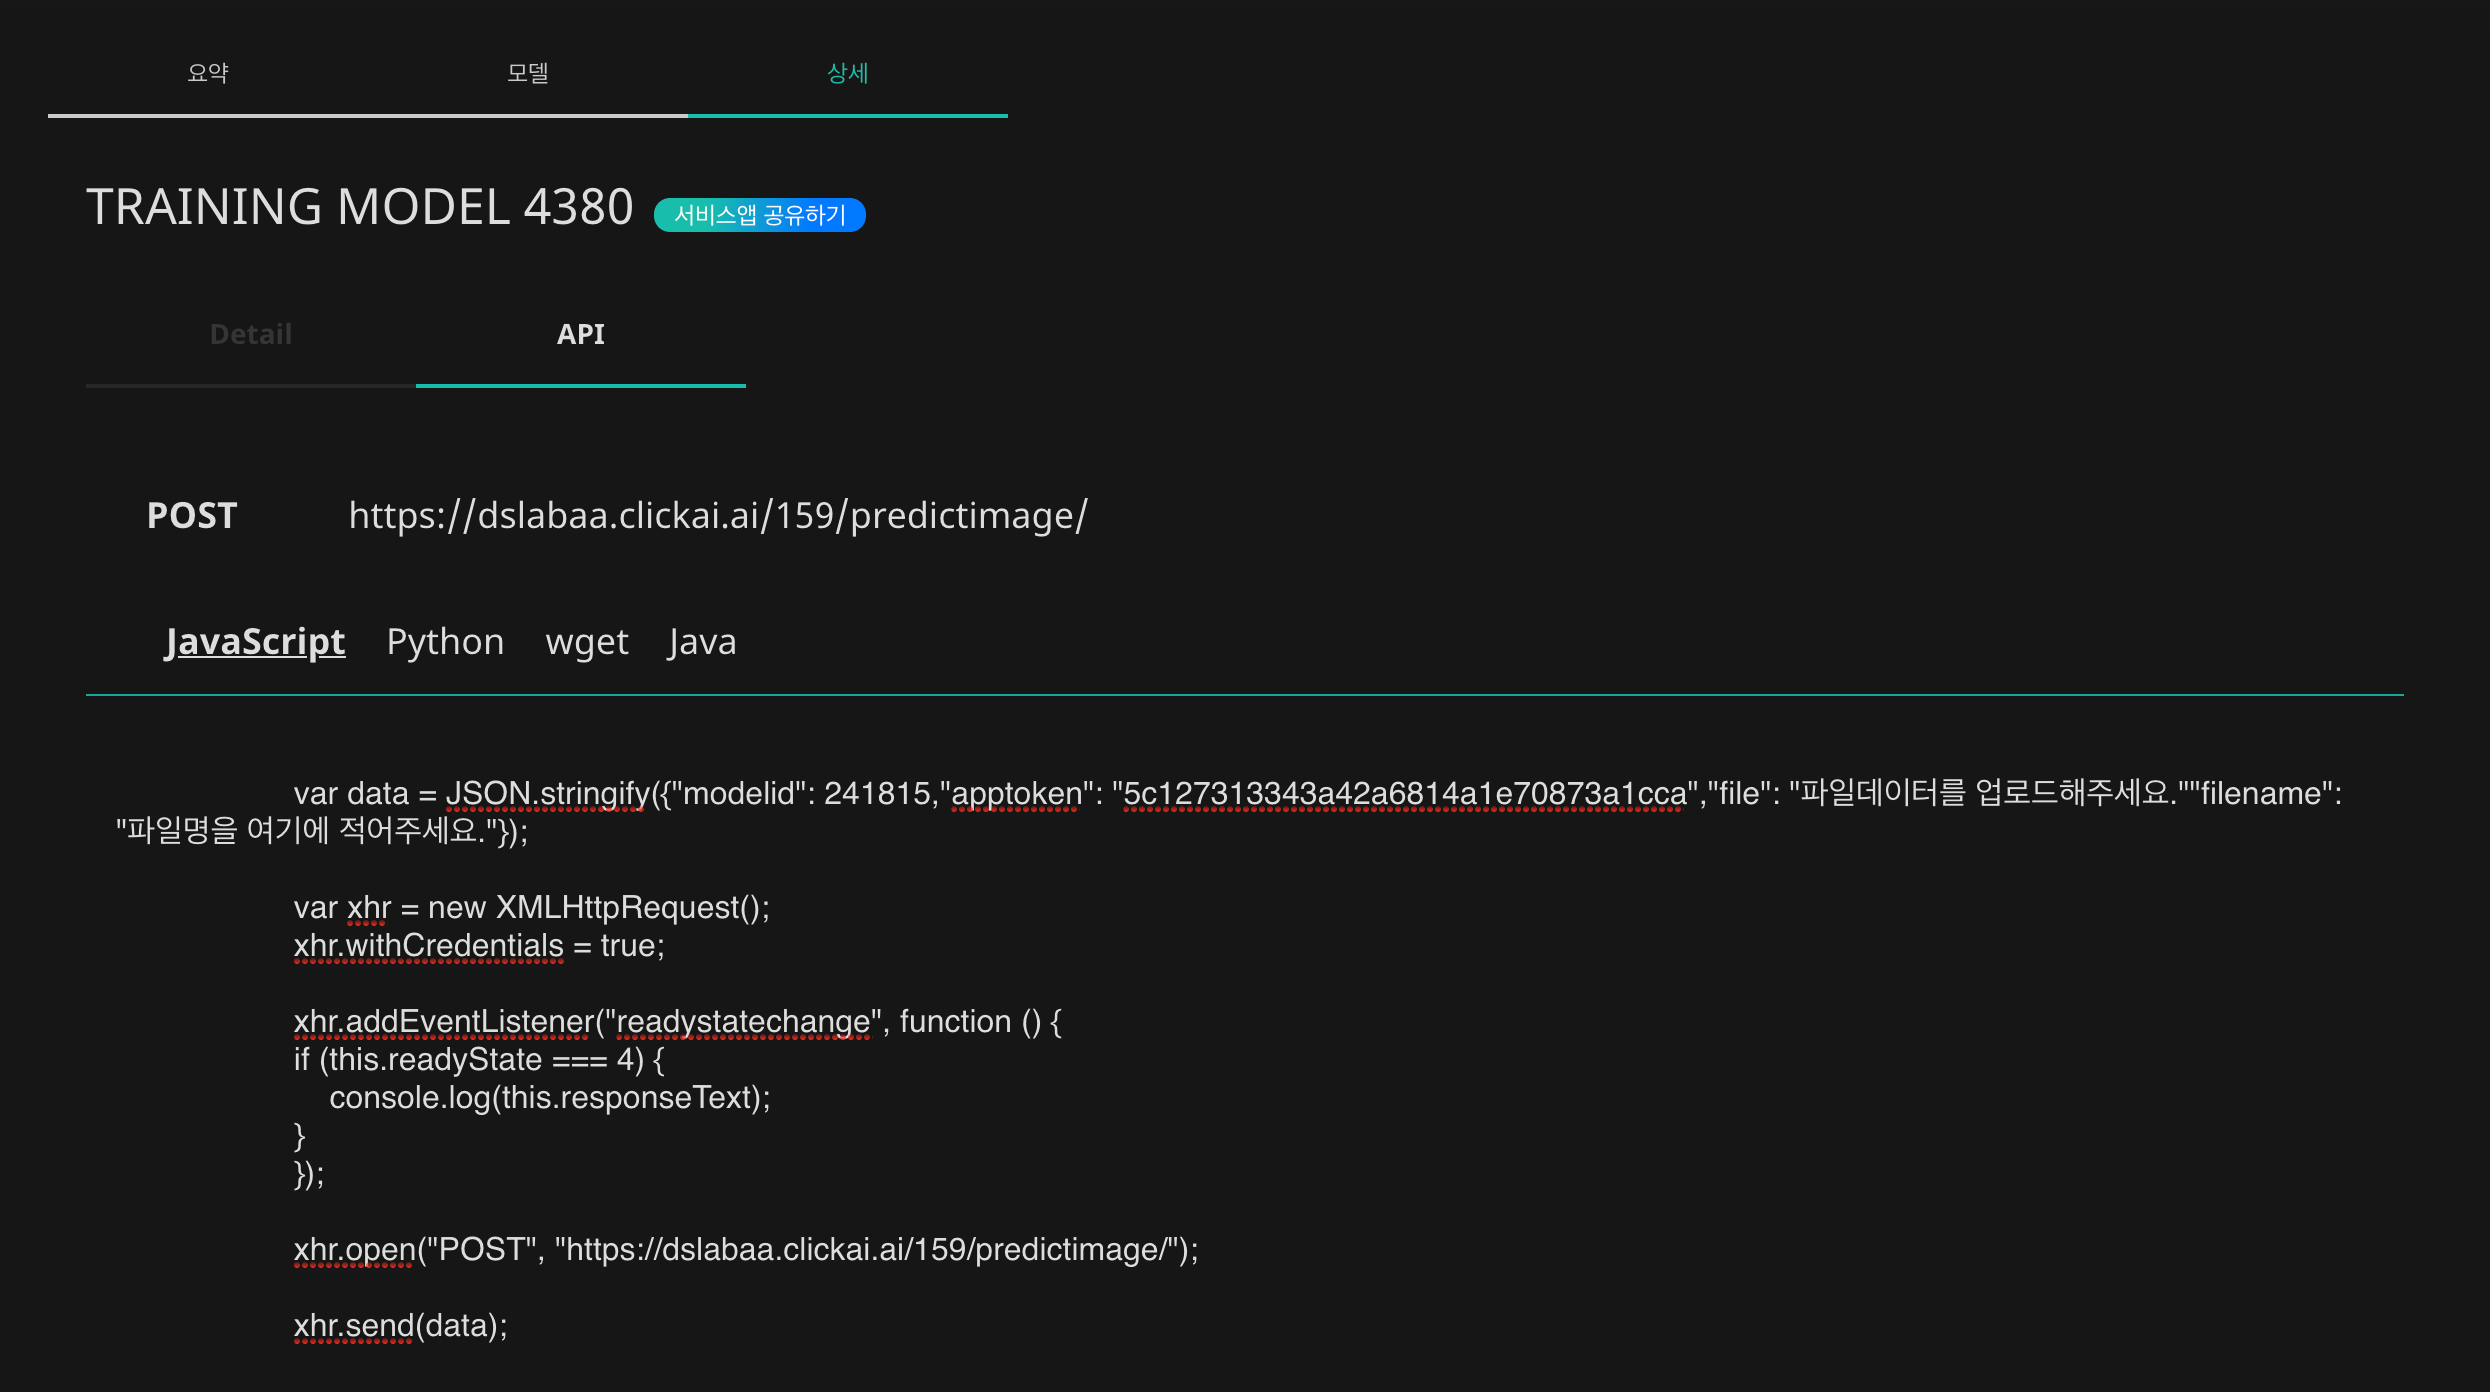 요약 모델 상세
TRAINING MODEL 4380 서비스앱 공유하기
Detail API
POST https://dslabaa.clickai.ai/159/predictimage/
JavaScript Python wget Java
var data = JSON.stringify({"modelid": 241815,"apptoken": "5c127313343a42a6814a1e70873a1cca","file": "파일데이터를 업로드해주세요.""filename":
"파일명을 여기에 적어주세요."});
var xhr = new XMLHttpRequest();
xhr.withCredentials = true;
xhr.addEventListener("readystatechange", function () {
if (this.readyState === 4) {
console.log(this.responseText);
}
});
xhr.open("POST", "https://dslabaa.clickai.ai/159/predictimage/");
xhr.send(data);